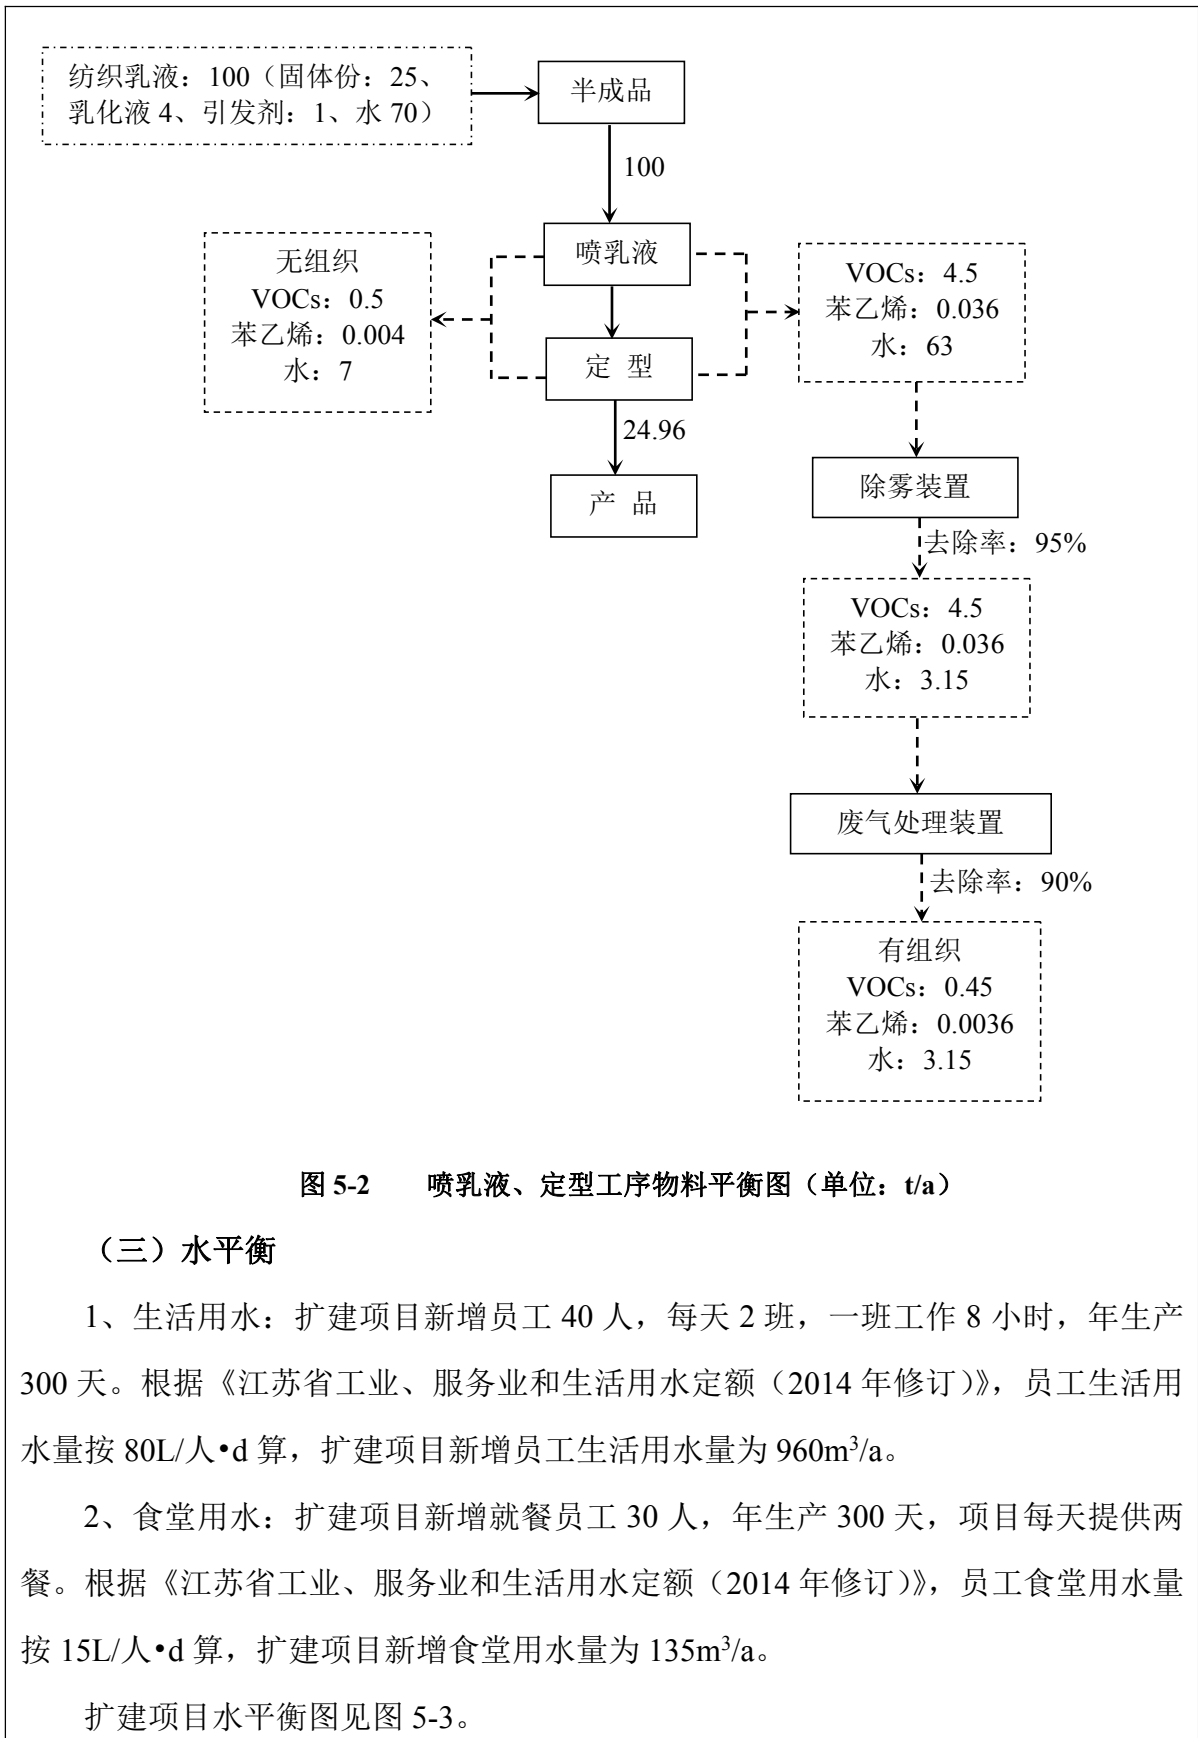 纺织乳液：100（固体份：25、
乳化液 4、引发剂：1、水 70）
半成品
100
喷乳液
无组织
VOCs：0.5
苯乙烯：0.004
水：7
VOCs：4.5
苯乙烯：0.036
水：63
定 型
24.96
产 品
除雾装置
去除率：95%
VOCs：4.5
苯乙烯：0.036
水：3.15
废气处理装置
去除率：90%
有组织
VOCs：0.45
苯乙烯：0.0036
水：3.15
图 5-2 喷乳液、定型工序物料平衡图（单位：t/a）
（三）水平衡
1、生活用水：扩建项目新增员工 40 人，每天 2 班，一班工作 8 小时，年生产
300 天。根据《江苏省工业、服务业和生活用水定额（2014 年修订）》，员工生活用
水量按 80L/人•d 算，扩建项目新增员工生活用水量为 960m³/a。
2、食堂用水：扩建项目新增就餐员工 30 人，年生产 300 天，项目每天提供两
餐。根据《江苏省工业、服务业和生活用水定额（2014 年修订）》，员工食堂用水量
按 15L/人•d 算，扩建项目新增食堂用水量为 135m³/a。
扩建项目水平衡图见图 5-3。